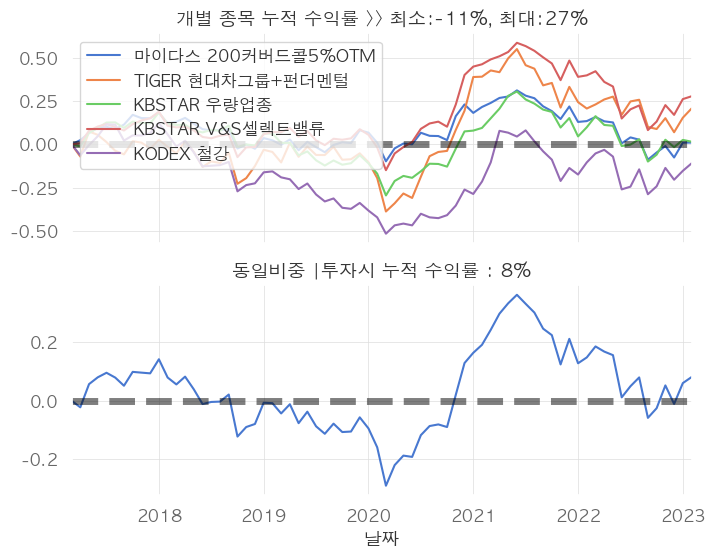 개별 종목 누적 수익률 >> 최소:-11%, 최대:27%
마이다스 200커버드콜5%OTM
TIGER 현대차그룹+펀더멘털
KBSTAR 우량업종
KBSTAR V&S셀렉트밸류
KODEX 철강
0.50
0.25
0.00
-0.25
-0.50
동일비중 |투자시 누적 수익률 : 8%
0.2
0.0
-0.2
2018 2019 2020 2021 2022 2023
날짜